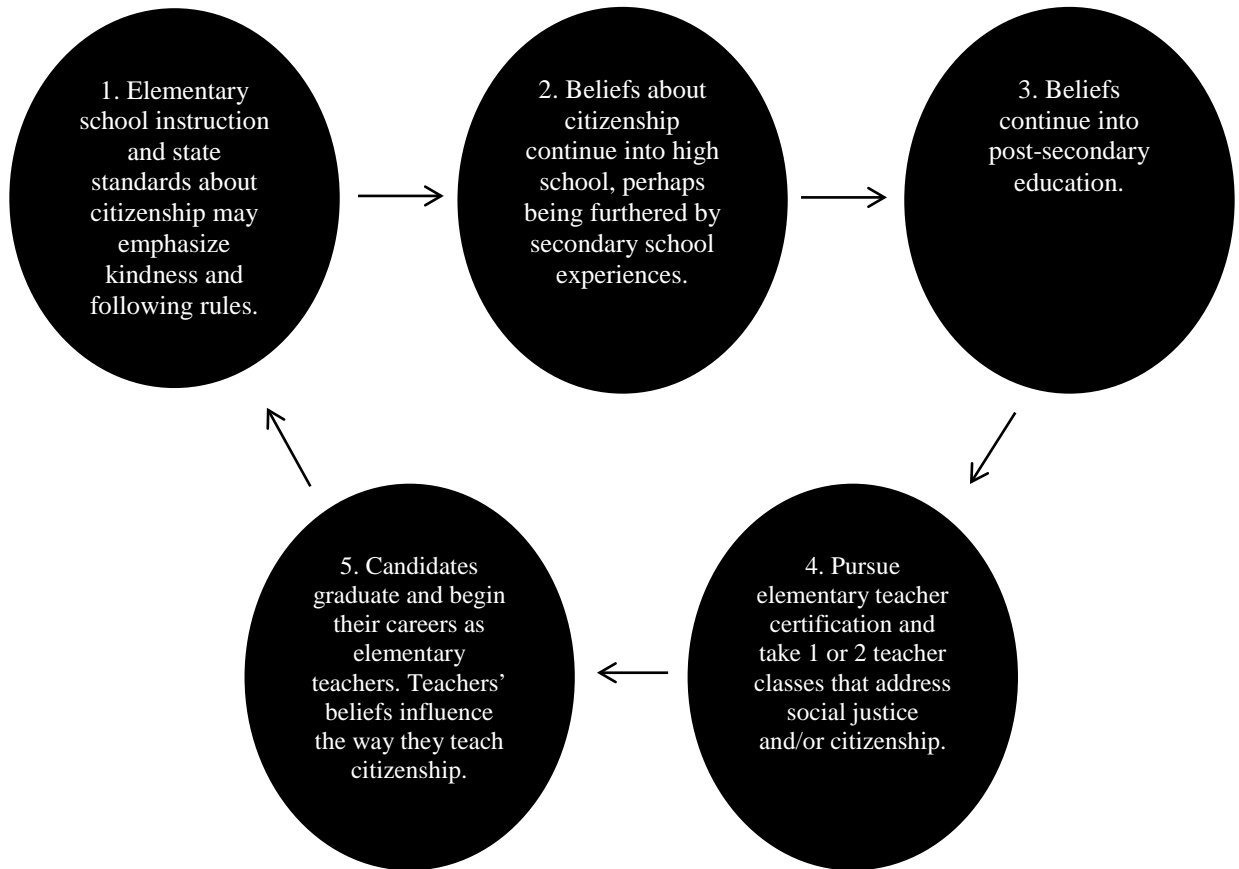 1. Elementary
school instruction
and state
standards about
citizenship may
emphasize
kindness and
following rules.
2. Beliefs about
citizenship
continue into high
school, perhaps
being furthered by
secondary school
experiences.
3. Beliefs
continue into
post-secondary
education.
4. Pursue
elementary teacher
certification and
take 1 or 2 teacher
classes that address
social justice
and/or citizenship.
5. Candidates
graduate and begin
their careers as
elementary
teachers. Teachers’
beliefs influence
the way they teach
citizenship.